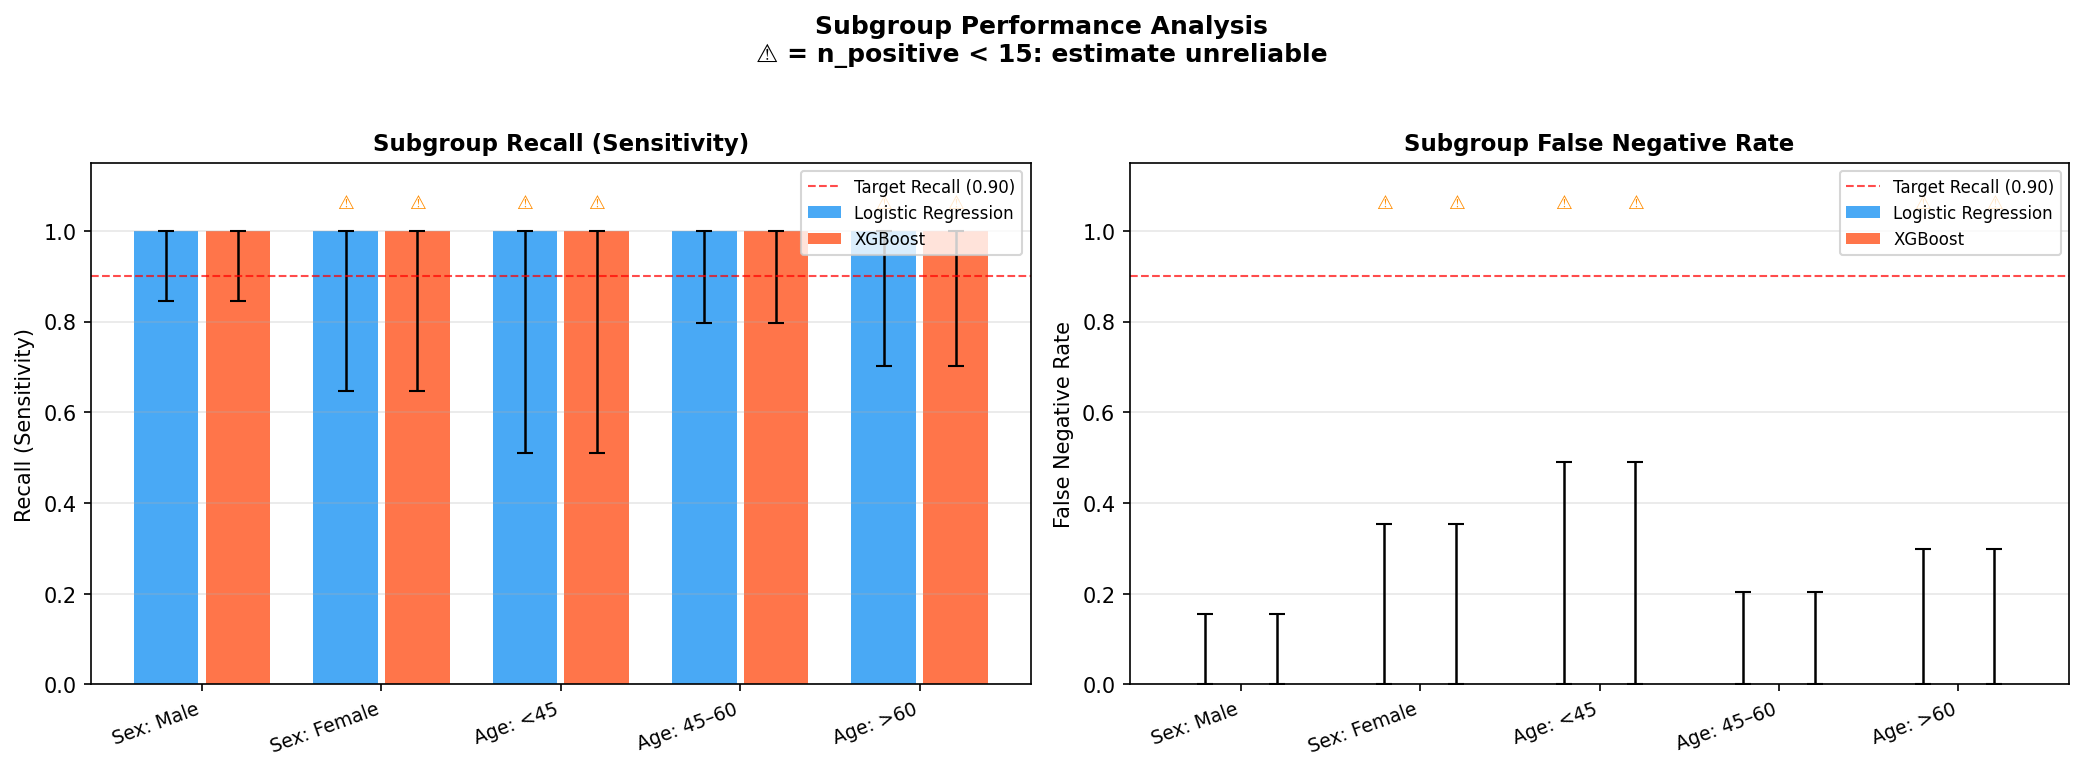 Subgroup Performance Analysis
⚠ = n_positive < 15: estimate unreliable
Subgroup Recall (Sensitivity)
⚠ ⚠ ⚠ ⚠ ⚠ ⚠
Target Recall (0.90)
Logistic Regression
XGBoost
Recall (Sensitivity)
1.0
0.8
0.6
0.4
0.2
0.0
Sex: Male
Sex: Female
Age: <45
Age: 45–60
Age: >60
Subgroup False Negative Rate
⚠ ⚠ ⚠ ⚠ ⚠ ⚠
Target Recall (0.90)
Logistic Regression
XGBoost
False Negative Rate
1.0
0.8
0.6
0.4
0.2
0.0
Sex: Male
Sex: Female
Age: <45
Age: 45–60
Age: >60